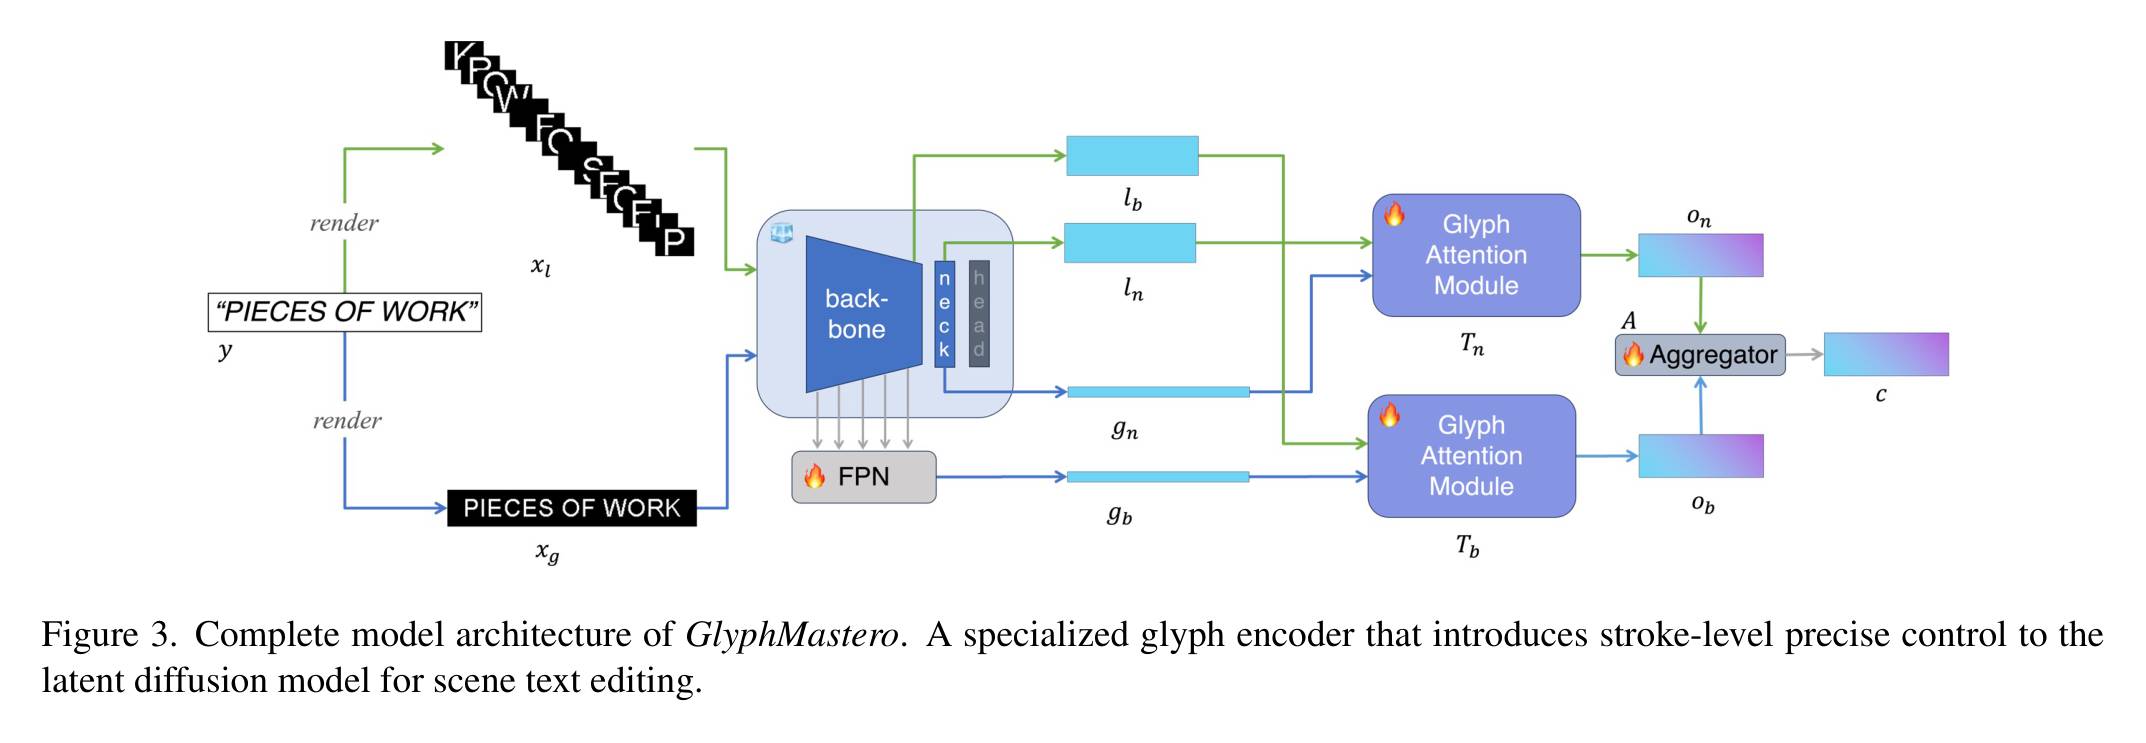 K
R
O
W
F
O
S
E
C
E
I
P
render
x_l
"PIECES OF WORK"
y
render
PIECES OF WORK
x_g
back-
bone
neck
head
FPN
l_b
l_n
g_n
g_b
Glyph
Attention
Module
T_n
Glyph
Attention
Module
T_b
o_n
A
Aggregator
c
o_b
Figure 3. Complete model architecture of GlyphMastero. A specialized glyph encoder that introduces stroke-level precise control to the
latent diffusion model for scene text editing.